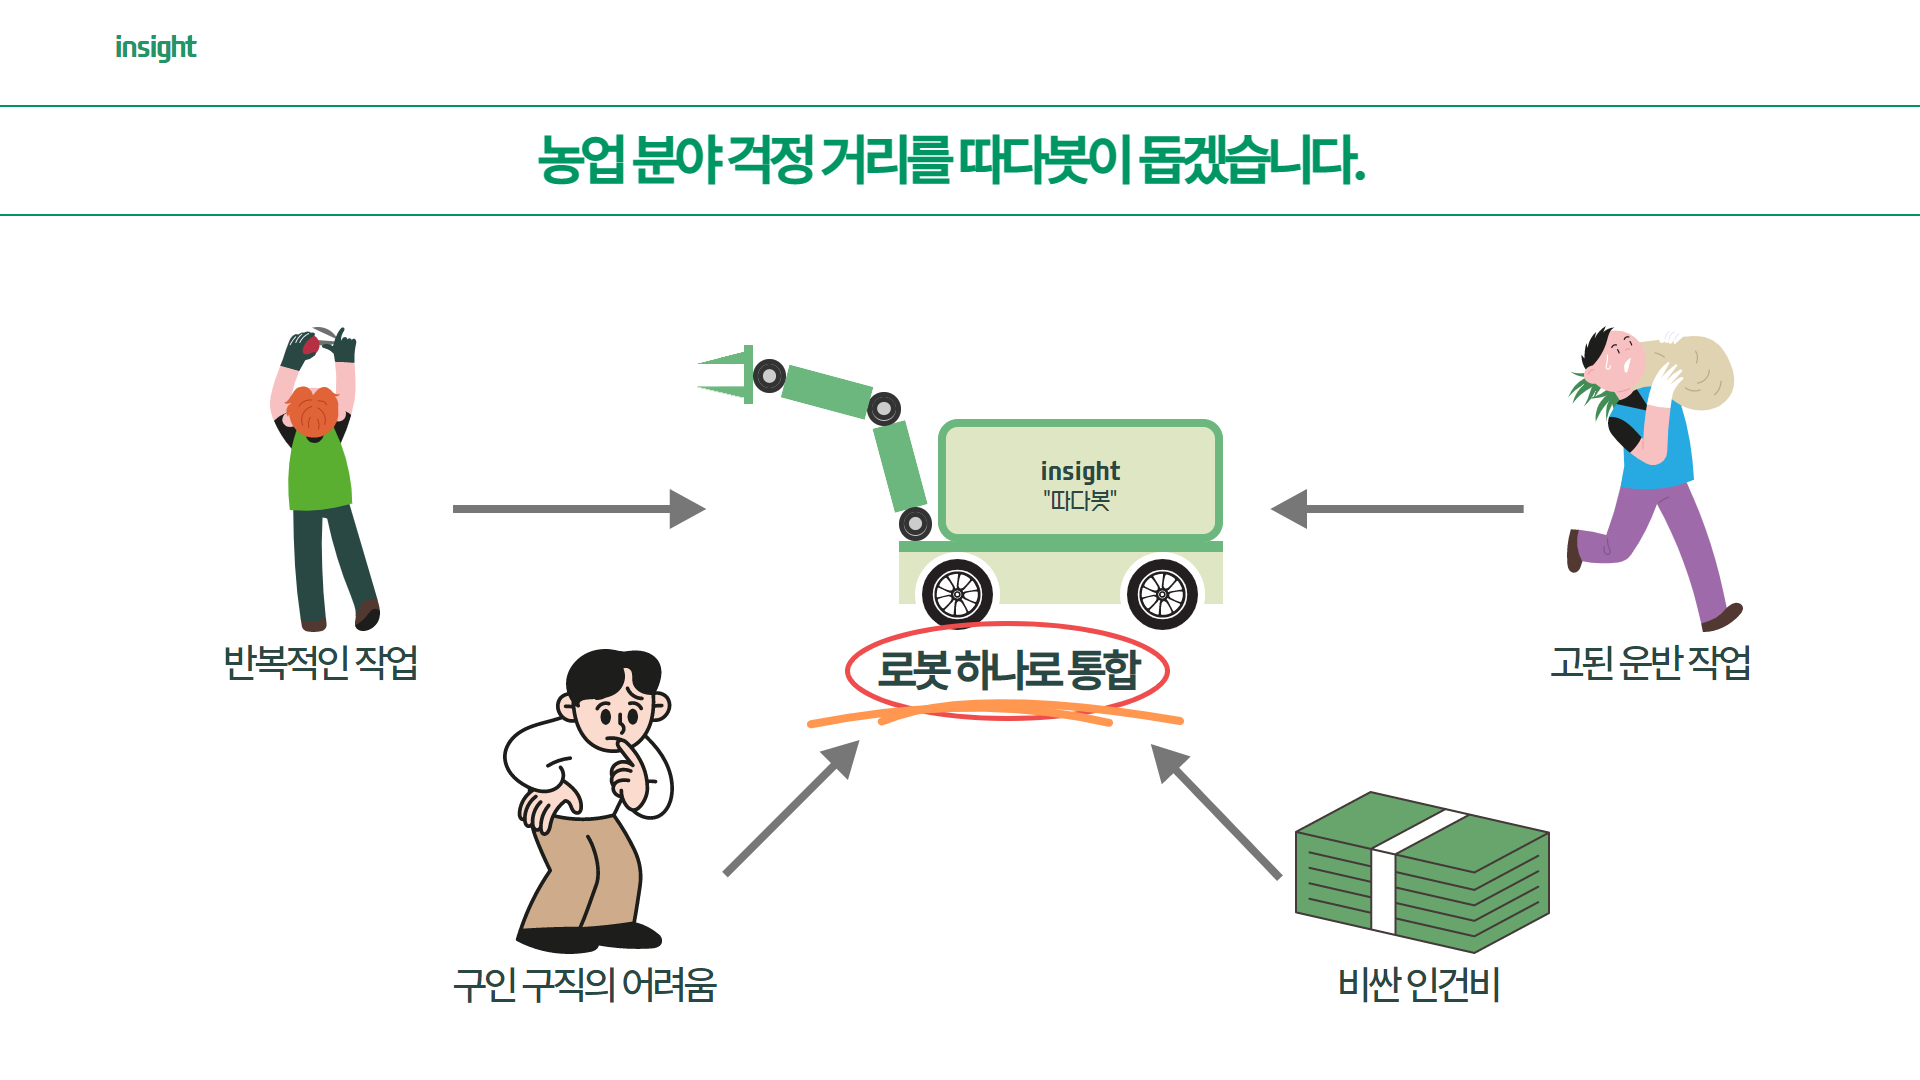 insight
농업 분야 걱정 거리를 따다봇이 돕겠습니다.
insight
"따다봇"
반복적인 작업
로봇 하나로 통합
고된 운반 작업
구인 구직의 어려움
비싼 인건비